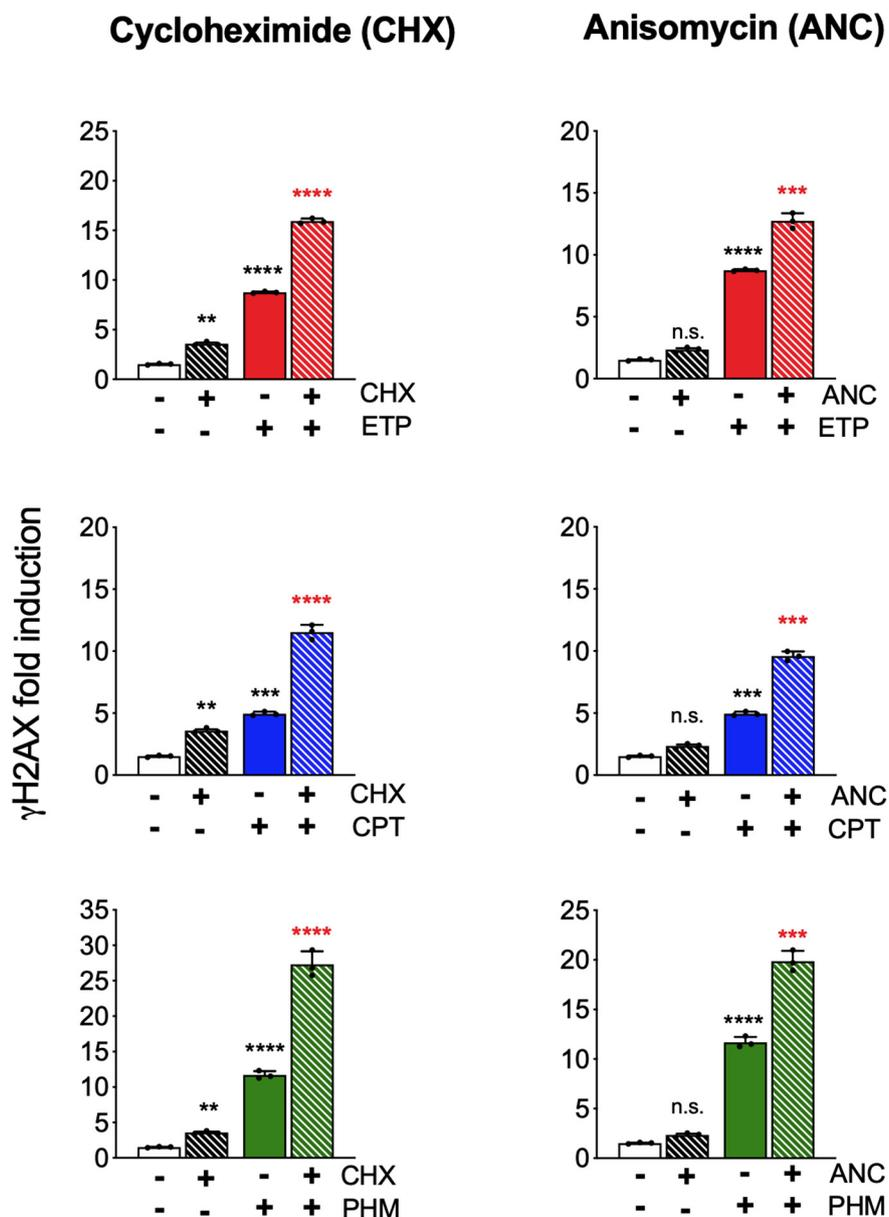 Cycloheximide (CHX)
Anisomycin (ANC)
γH2AX fold induction
25
20
15
10
5
0
**
****
****
- + - + CHX
- - + + ETP
20
15
10
5
0
n.s.
****
***
- + - + ANC
- - + + ETP
20
15
10
5
0
**
***
****
- + - + CHX
- - + + CPT
20
15
10
5
0
n.s.
***
***
- + - + ANC
- - + + CPT
35
30
25
20
15
10
5
0
**
****
****
- + - + CHX
- - + + PHM
25
20
15
10
5
0
n.s.
****
***
- + - + ANC
- - + + PHM